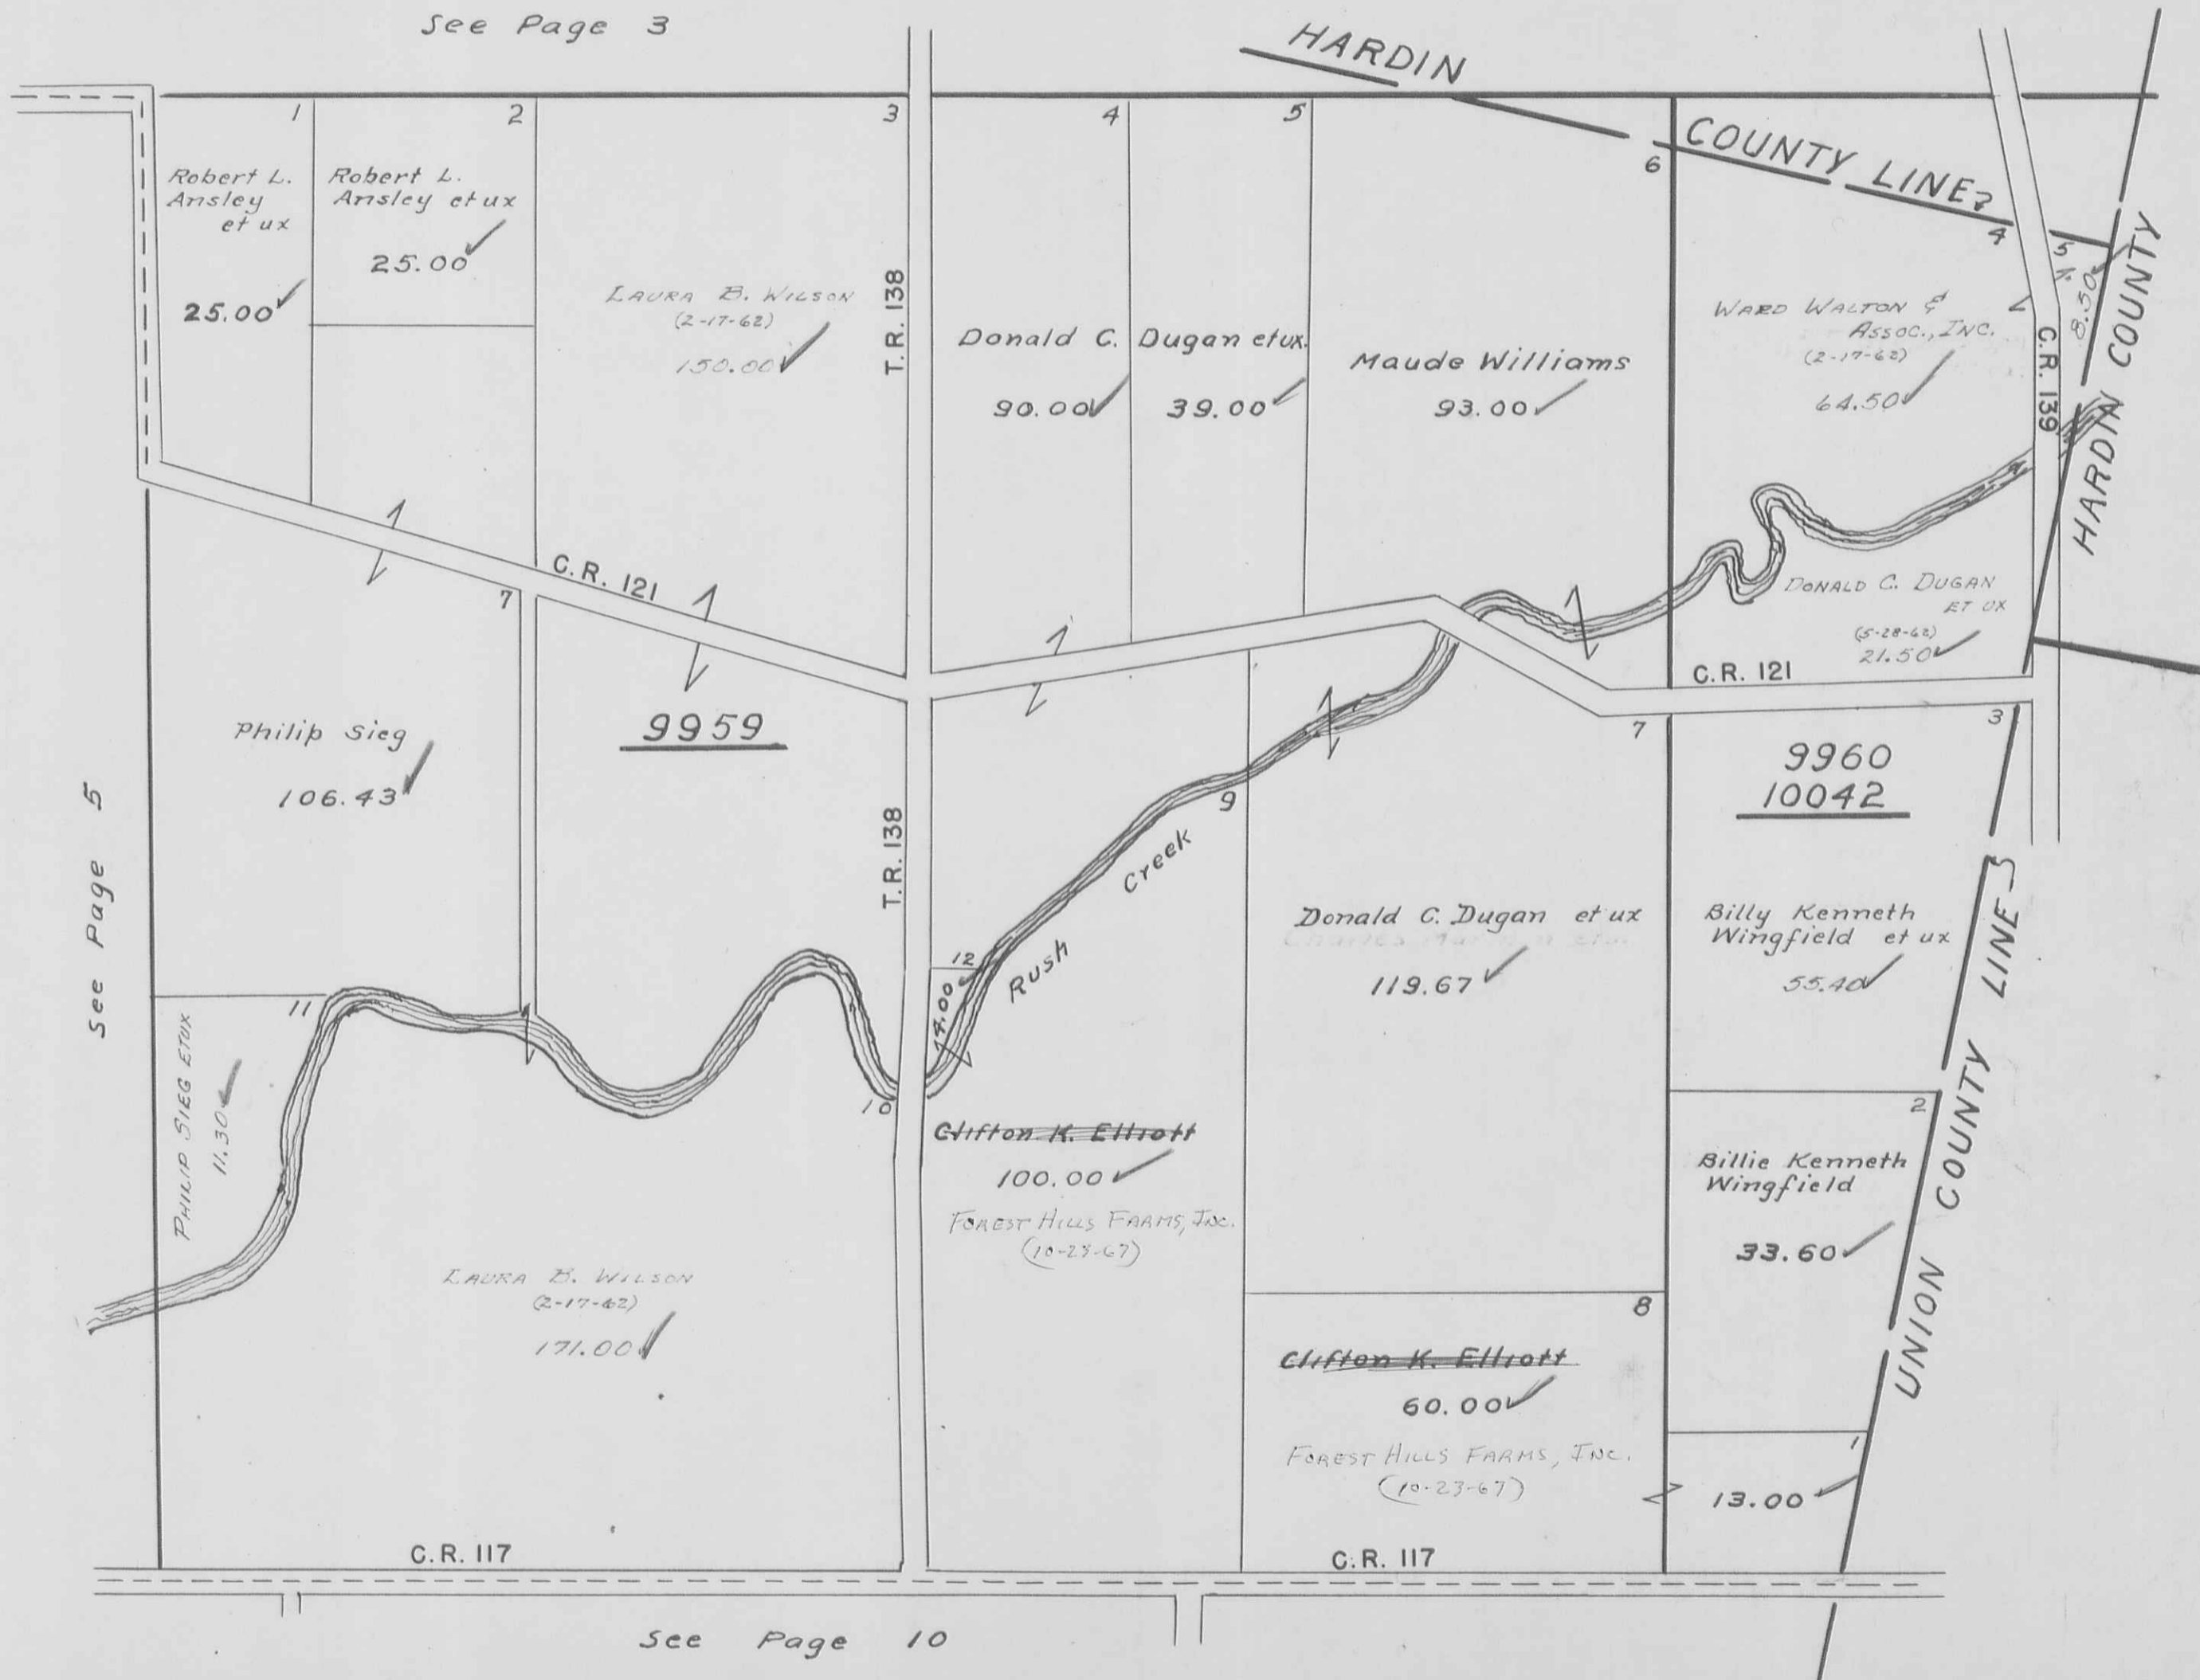 See Page 3
HARDIN
COUNTY LINE
1
2
3
4
5
6
4
5
Robert L.
Ansley
et ux
25.00
Robert L.
Ansley et ux
25.00
LAURA B. WILSON
(2-17-62)
150.00
T.R. 138
Donald C.
90.00
Dugan et ux.
39.00
Maude Williams
93.00
WARD WALTON &
ASSOC., INC.
(2-17-62)
64.50
8.50
C.R. 139
HARDIN COUNTY
C.R. 121
7
DONALD C. DUGAN
ET UX
(5-28-62)
21.50
C.R. 121
7
3
Philip Sieg
106.43
9959
9960
10042
See Page 5
T.R. 138
9
Rush Creek
12
14.00
Donald C. Dugan et ux
119.67
Billy Kenneth
Wingfield et ux
55.40
UNION COUNTY LINE
11
PHILIP SIEG ETUX
11.30
10
Clifton K. Elliott
100.00
FOREST HILLS FARMS, INC.
(10-23-67)
2
Billie Kenneth
Wingfield
33.60
LAURA B. WILSON
(2-17-62)
171.00
8
Clifton K. Elliott
60.00
FOREST HILLS FARMS, INC.
(10-23-67)
1
13.00
C.R. 117
C.R. 117
See Page 10